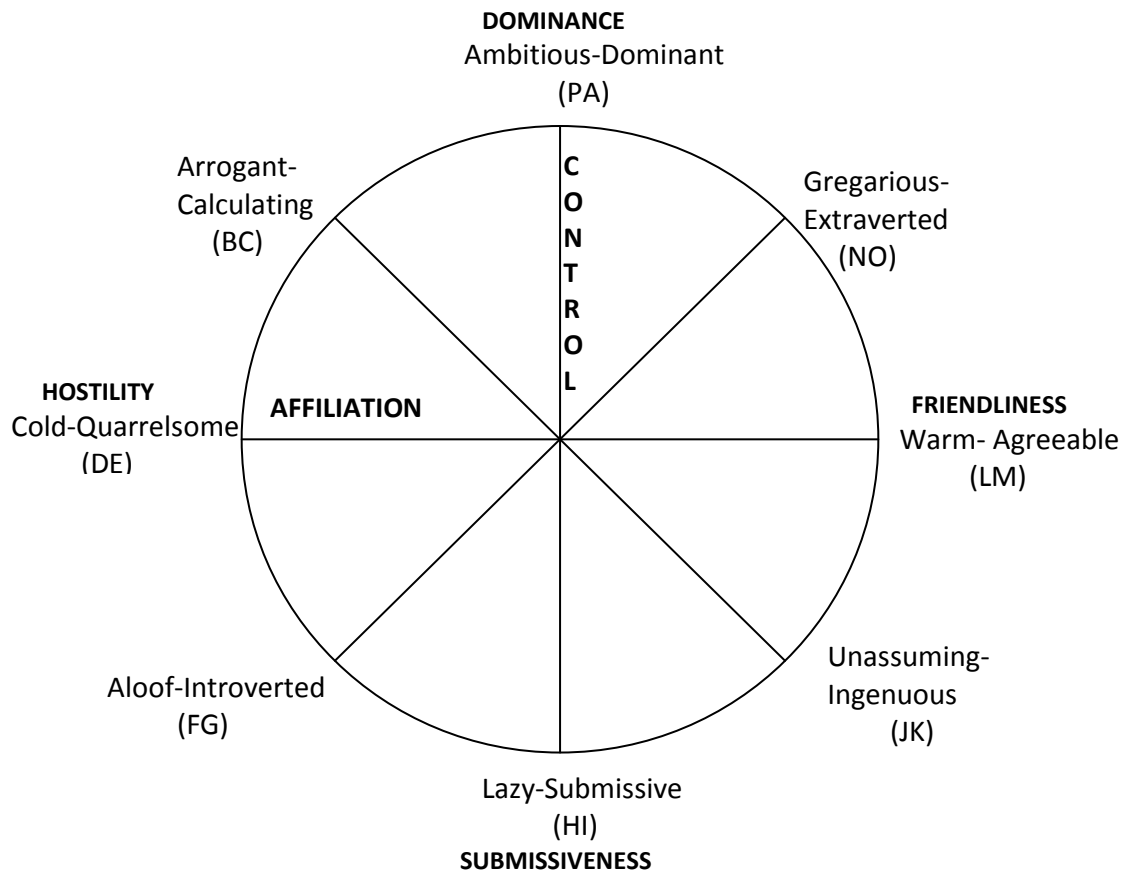 DOMINANCE
Ambitious-Dominant
(PA)
Arrogant-
Calculating
(BC)
CONTROL
Gregarious-
Extraverted
(NO)
HOSTILITY
Cold-Quarrelsome
(DE)
AFFILIATION
FRIENDLINESS
Warm- Agreeable
(LM)
Aloof-Introverted
(FG)
Unassuming-
Ingenuous
(JK)
Lazy-Submissive
(HI)
SUBMISSIVENESS